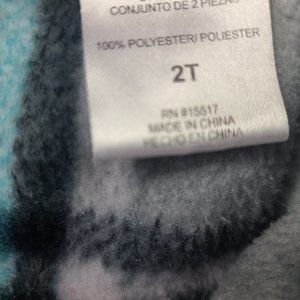 CONJUNTO DE 2 PIEZAS
100% POLYESTER/ POLIESTER
2T
RN #15517
MADE IN CHINA
HECHO EN CHINA